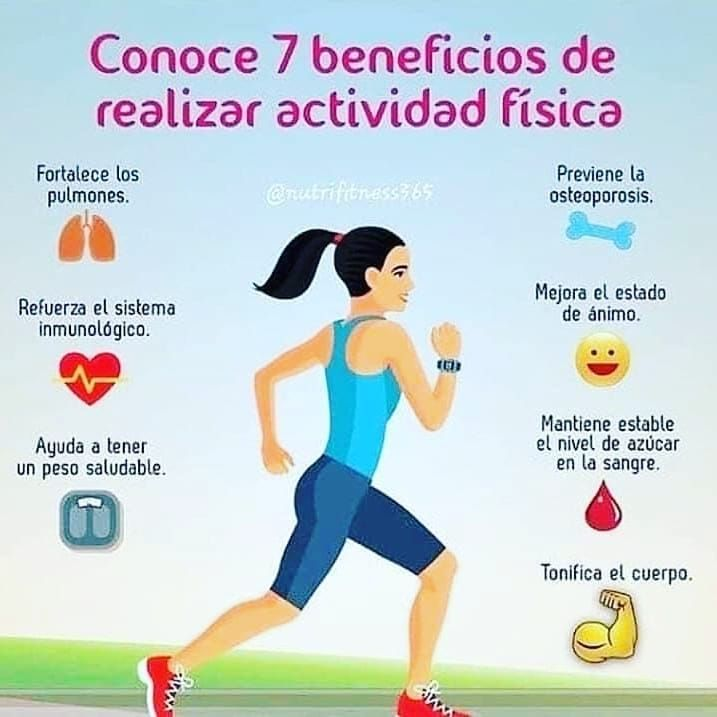 Conoce 7 beneficios de
realizar actividad física
@nutrifitness365
Fortalece los
pulmones.
Refuerza el sistema
inmunológico.
Ayuda a tener
un peso saludable.
Previene la
osteoporosis.
Mejora el estado
de ánimo.
Mantiene estable
el nivel de azúcar
en la sangre.
Tonifica el cuerpo.